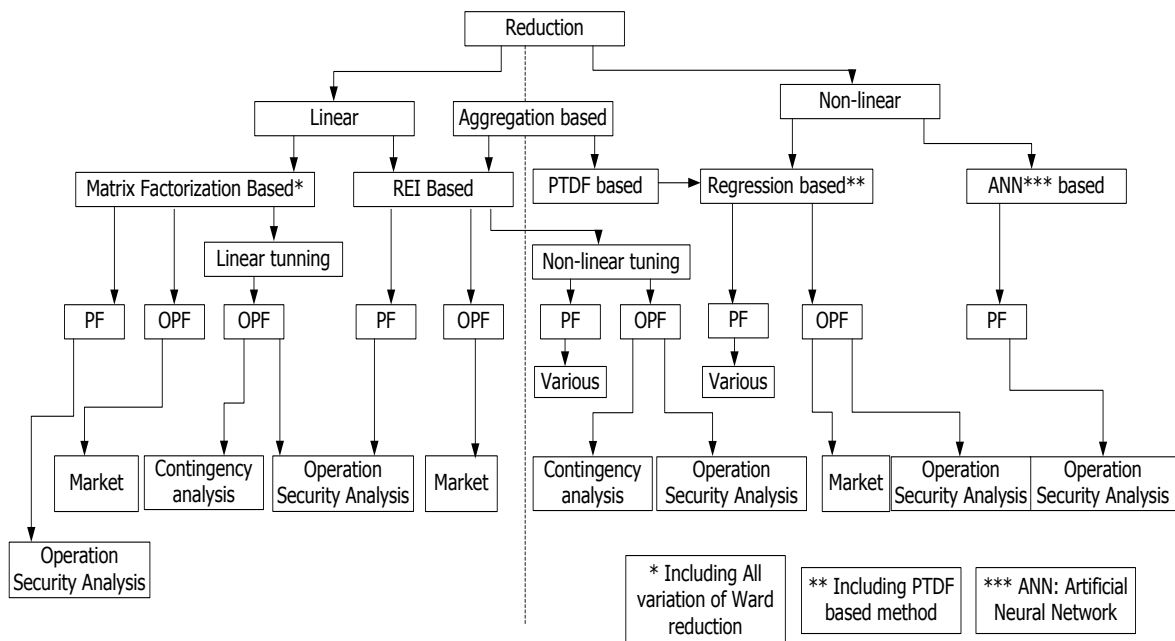 Reduction
Linear
Aggregation based
Non-linear
Matrix Factorization Based*
REI Based
PTDF based
Regression based**
ANN*** based
Linear tunning
Non-linear tuning
PF
OPF
OPF
PF
OPF
PF
OPF
PF
OPF
PF
Various
Various
Market
Contingency
analysis
Operation
Security Analysis
Market
Contingency
analysis
Operation
Security Analysis
Market
Operation
Security Analysis
Operation
Security Analysis
Operation
Security Analysis
* Including All
variation of Ward
reduction
** Including PTDF
based method
*** ANN: Artificial
Neural Network